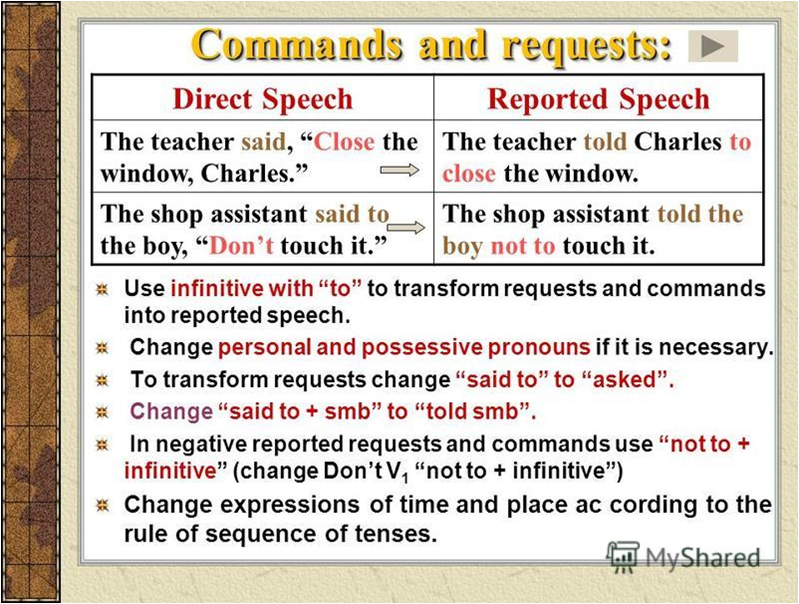 Commands and requests:
Direct Speech
Reported Speech
The teacher said, “Close the
window, Charles.”
The teacher told Charles to
close the window.
The shop assistant said to
the boy, “Don’t touch it.”
The shop assistant told the
boy not to touch it.
Use infinitive with “to” to transform requests and commands
into reported speech.
Change personal and possessive pronouns if it is necessary.
To transform requests change “said to” to “asked”.
Change “said to + smb” to “told smb”.
In negative reported requests and commands use “not to +
infinitive” (change Don’t V1 “not to + infinitive”)
Change expressions of time and place ac cording to the
rule of sequence of tenses.
MyShared